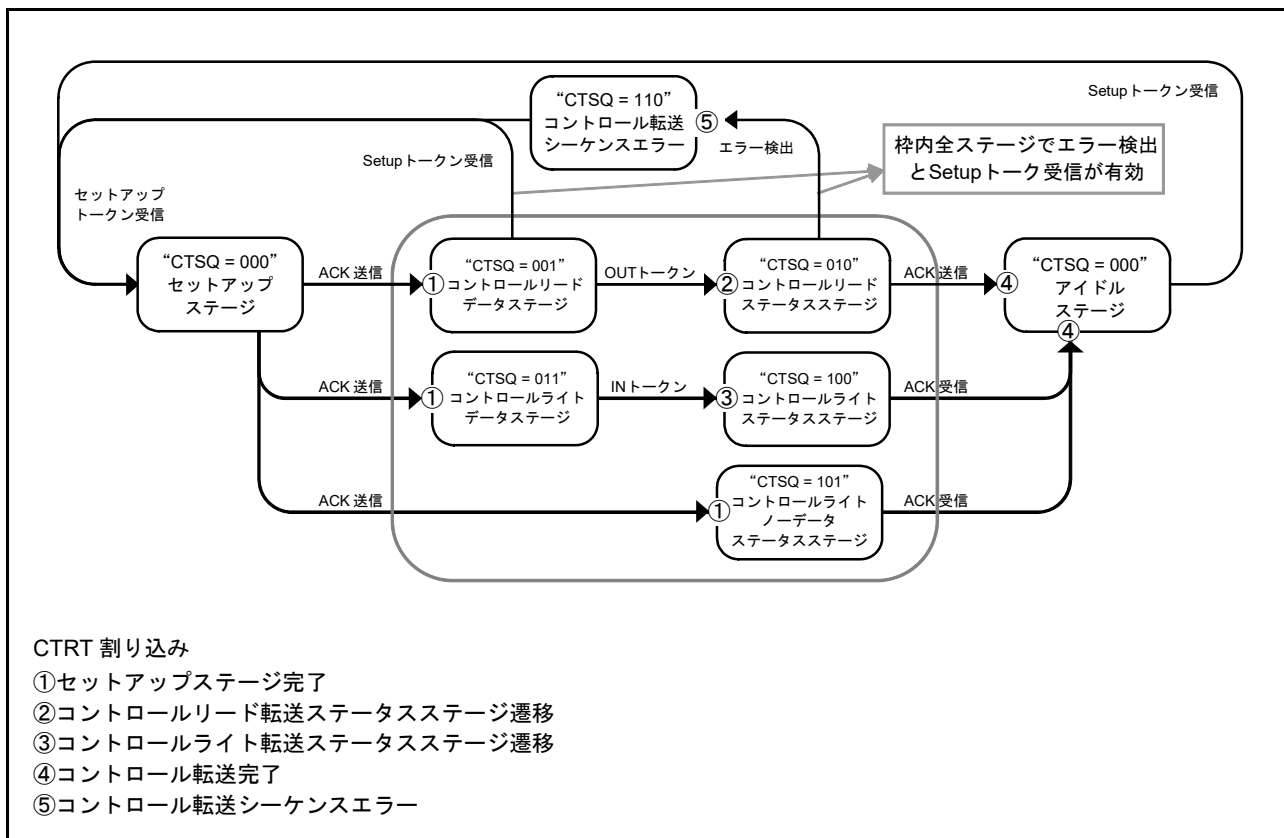 Setupトークン受信
“CTSQ = 110”
コントロール転送
シーケンスエラー
⑤
Setupトークン受信
エラー検出
枠内全ステージでエラー検出
とSetupトーク受信が有効
セットアップ
トークン受信
“CTSQ = 000”
セットアップ
ステージ
ACK 送信
①
“CTSQ = 001”
コントロールリード
データステージ
OUTトークン
②
“CTSQ = 010”
コントロールリード
ステータスステージ
ACK 送信
④
“CTSQ = 000”
アイドル
ステージ
④
ACK 送信
①
“CTSQ = 011”
コントロールライト
データステージ
INトークン
③
“CTSQ = 100”
コントロールライト
ステータスステージ
ACK 受信
ACK 送信
①
“CTSQ = 101”
コントロールライト
ノーデータ
ステータスステージ
ACK 受信
CTRT 割り込み
①セットアップステージ完了
②コントロールリード転送ステータスステージ遷移
③コントロールライト転送ステータスステージ遷移
④コントロール転送完了
⑤コントロール転送シーケンスエラー